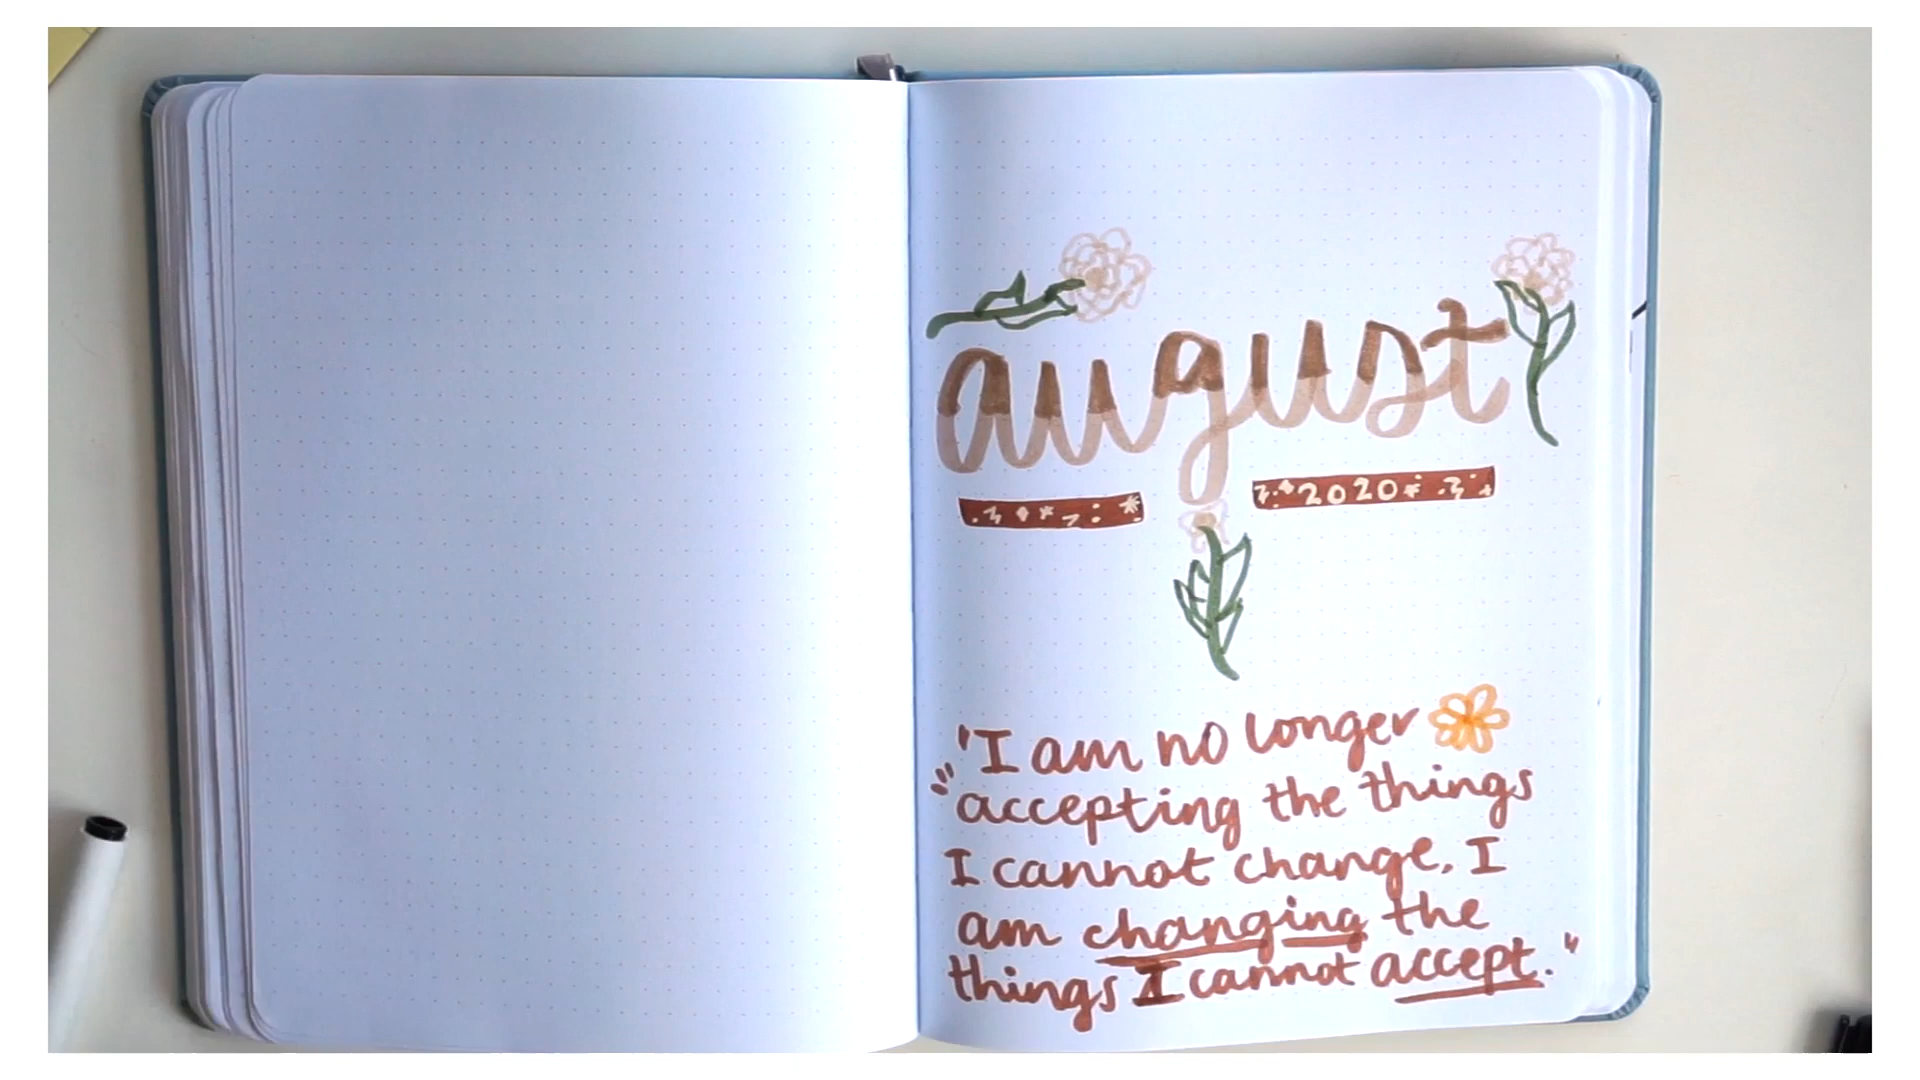 august
2020
"I am no longer
"accepting the things
I cannot change. I
am changing the
things I cannot accept."